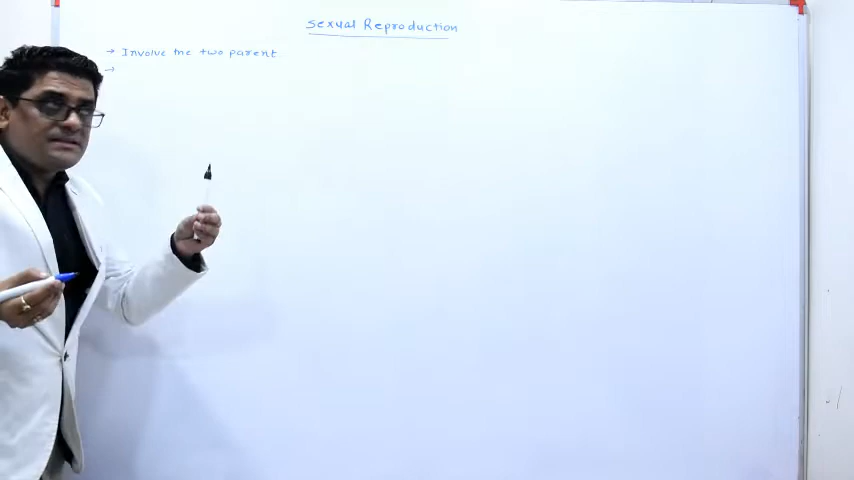 Sexual Reproduction
→ Involve the two parent
→